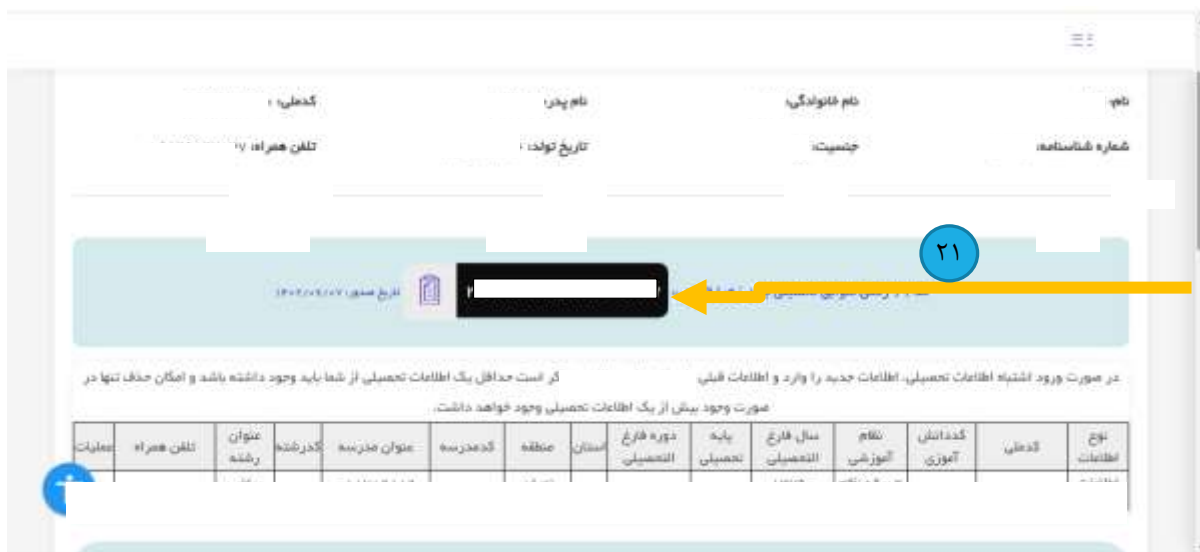 نام:
نام خانوادگی:
نام پدر:
کدملی:
شماره شناسنامه:
جنسیت:
تاریخ تولد:
تلفن همراه:
۲۱
تاریخ صدور: ۱۴۰۲/۰۹/۰۷
در صورت ورود اشتباه اطلاعات تحصیلی، اطلاعات جدید را وارد و اطلاعات قبلی کر است حداقل یک اطلاعات تحصیلی از شما باید وجود داشته باشد و امکان حذف تنها در
صورت وجود بیش از یک اطلاعات تحصیلی وجود خواهد داشت.
نوع اطلاعات
کدملی
کددانش آموزی
نظام آموزشی
سال فارغ التحصیلی
پایه تحصیلی
دوره فارغ التحصیلی
استان
منطقه
کدمدرسه
عنوان مدرسه
کدرشته
عنوان رشته
تلفن همراه
عملیات